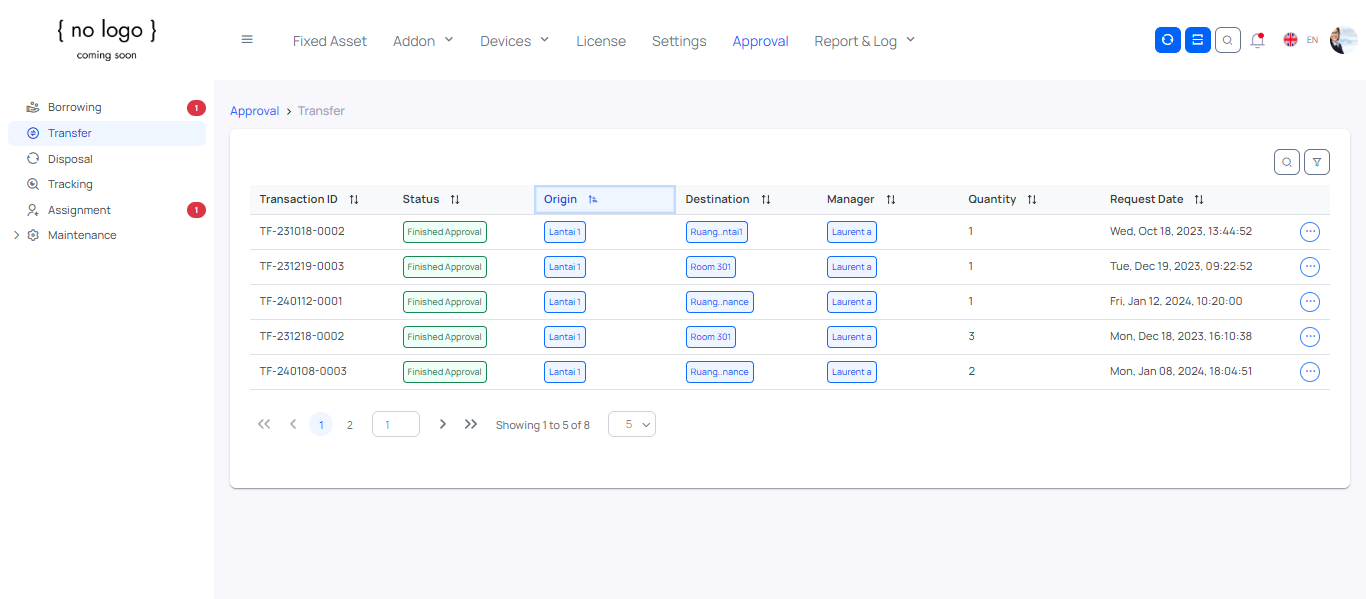 { no logo }
coming soon
Fixed Asset Addon Devices License Settings Approval Report & Log EN
Borrowing 1
Transfer
Disposal
Tracking
Assignment 1
Maintenance
Approval > Transfer
Transaction ID Status Origin Destination Manager Quantity Request Date
TF-231018-0002 Finished Approval Lantai 1 Ruang..ntai1 Laurent a 1 Wed, Oct 18, 2023, 13:44:52
TF-231219-0003 Finished Approval Lantai 1 Room 301 Laurent a 1 Tue, Dec 19, 2023, 09:22:52
TF-240112-0001 Finished Approval Lantai 1 Ruang..nance Laurent a 1 Fri, Jan 12, 2024, 10:20:00
TF-231218-0002 Finished Approval Lantai 1 Room 301 Laurent a 3 Mon, Dec 18, 2023, 16:10:38
TF-240108-0003 Finished Approval Lantai 1 Ruang..nance Laurent a 2 Mon, Jan 08, 2024, 18:04:51
1 2 1 Showing 1 to 5 of 8 5